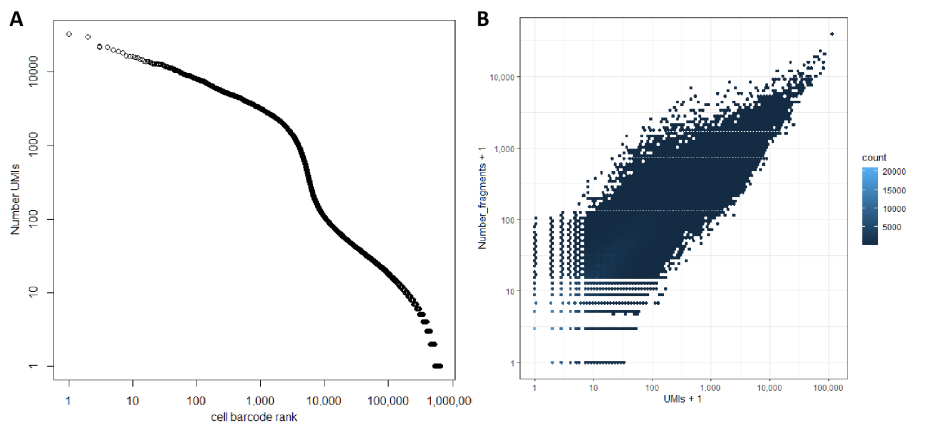 A
Number UMIs
10000
1000
100
10
1
1 10 100 1,000 10,000 100,000 1,000,00
cell barcode rank
B
Number_fragments + 1
10,000
1,000
100
10
1
1 10 100 1,000 10,000 100,000
UMIs + 1
count
20000
15000
10000
5000